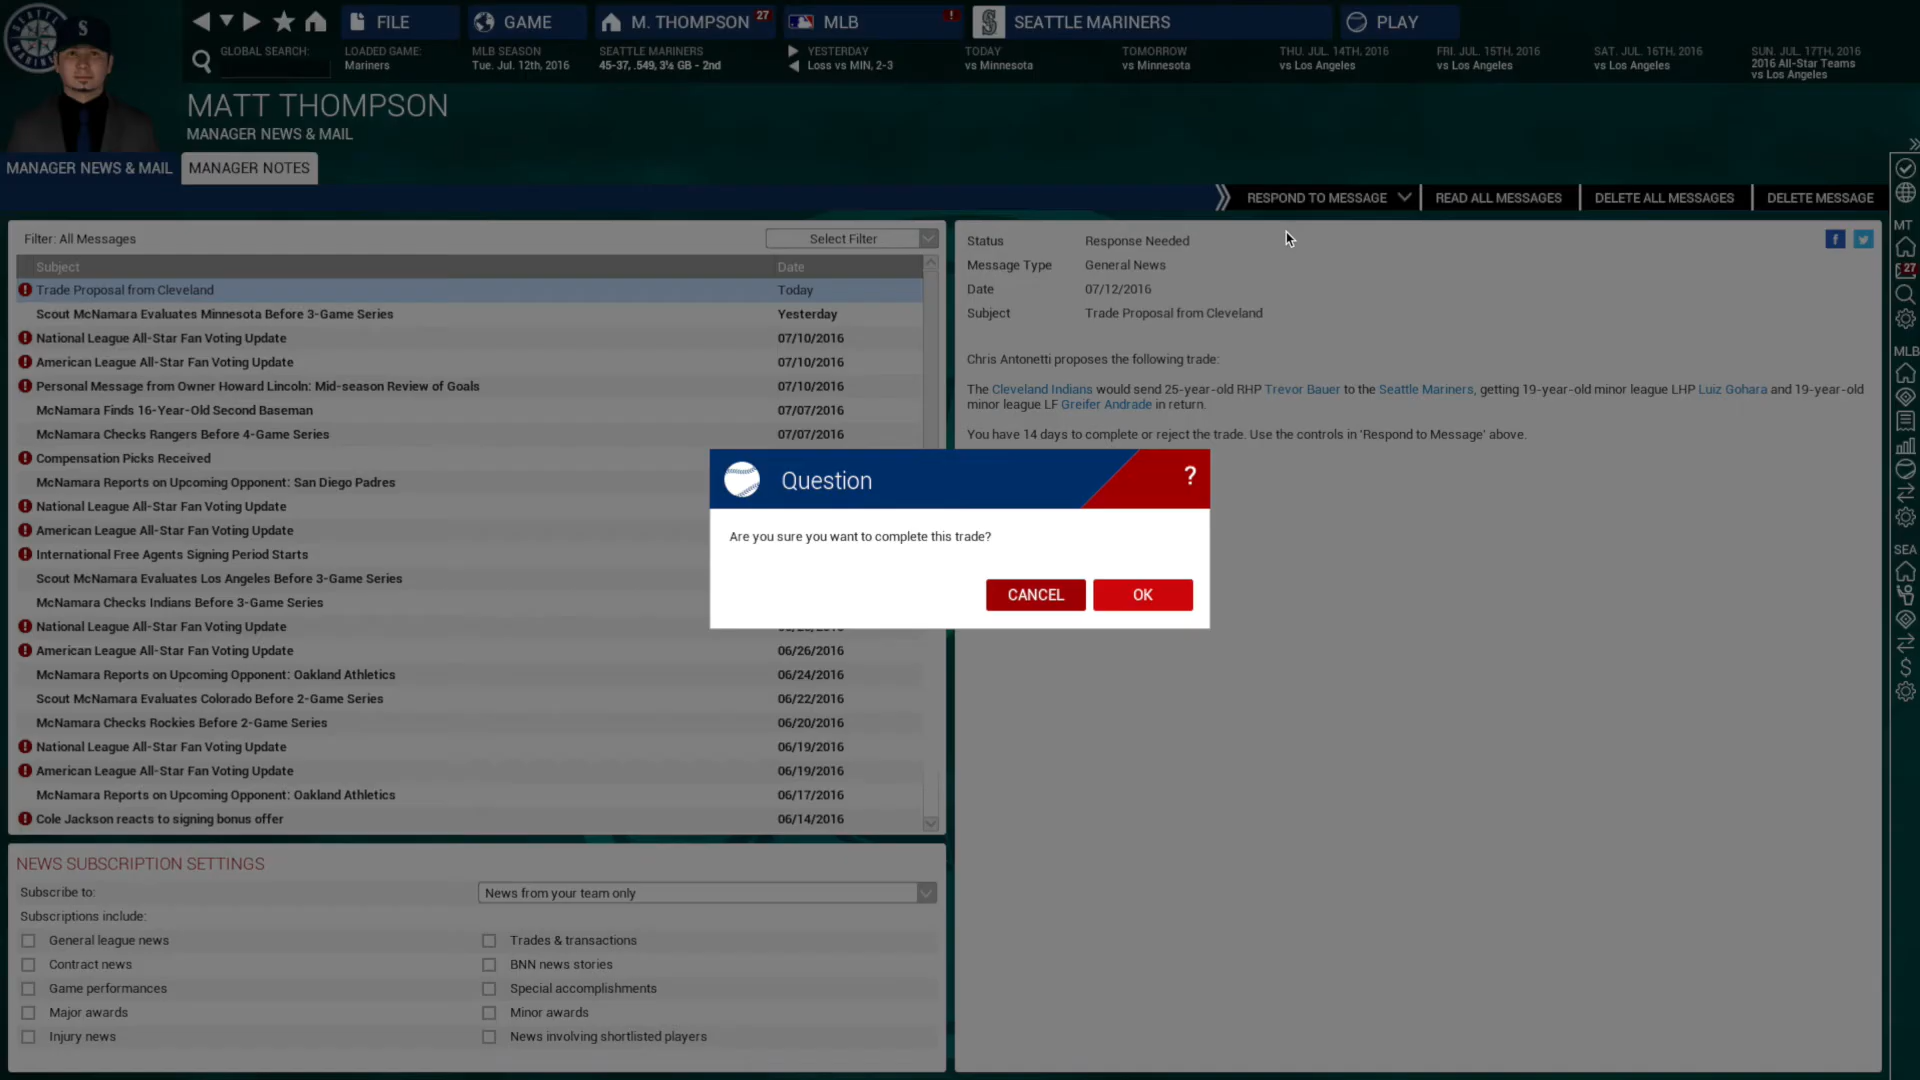 FILE
GAME
M. THOMPSON 27
MLB !
SEATTLE MARINERS
PLAY
GLOBAL SEARCH:
LOADED GAME:
Mariners
MLB SEASON
Tue. Jul. 12th, 2016
SEATTLE MARINERS
45-37, .549, 3½ GB - 2nd
YESTERDAY
Loss vs MIN, 2-3
TODAY
vs Minnesota
TOMORROW
vs Minnesota
THU. JUL. 14TH, 2016
vs Los Angeles
FRI. JUL. 15TH, 2016
vs Los Angeles
SAT. JUL. 16TH, 2016
vs Los Angeles
SUN. JUL. 17TH, 2016
2016 All-Star Teams
vs Los Angeles
MATT THOMPSON
MANAGER NEWS & MAIL
MANAGER NEWS & MAIL
MANAGER NOTES
RESPOND TO MESSAGE
READ ALL MESSAGES
DELETE ALL MESSAGES
DELETE MESSAGE
Filter: All Messages
Select Filter
Subject Date
Trade Proposal from Cleveland Today
Scout McNamara Evaluates Minnesota Before 3-Game Series Yesterday
National League All-Star Fan Voting Update 07/10/2016
American League All-Star Fan Voting Update 07/10/2016
Personal Message from Owner Howard Lincoln: Mid-season Review of Goals 07/10/2016
McNamara Finds 16-Year-Old Second Baseman 07/07/2016
McNamara Checks Rangers Before 4-Game Series 07/07/2016
Compensation Picks Received
McNamara Reports on Upcoming Opponent: San Diego Padres
National League All-Star Fan Voting Update
American League All-Star Fan Voting Update
International Free Agents Signing Period Starts
Scout McNamara Evaluates Los Angeles Before 3-Game Series
McNamara Checks Indians Before 3-Game Series
National League All-Star Fan Voting Update
American League All-Star Fan Voting Update 06/26/2016
McNamara Reports on Upcoming Opponent: Oakland Athletics 06/24/2016
Scout McNamara Evaluates Colorado Before 2-Game Series 06/22/2016
McNamara Checks Rockies Before 2-Game Series 06/20/2016
National League All-Star Fan Voting Update 06/19/2016
American League All-Star Fan Voting Update 06/19/2016
McNamara Reports on Upcoming Opponent: Oakland Athletics 06/17/2016
Cole Jackson reacts to signing bonus offer 06/14/2016
Status Response Needed
Message Type General News
Date 07/12/2016
Subject Trade Proposal from Cleveland
Chris Antonetti proposes the following trade:
The Cleveland Indians would send 25-year-old RHP Trevor Bauer to the Seattle Mariners, getting 19-year-old minor league LHP Luiz Gohara and 19-year-old
minor league LF Greifer Andrade in return.
You have 14 days to complete or reject the trade. Use the controls in 'Respond to Message' above.
Question
?
Are you sure you want to complete this trade?
CANCEL
OK
NEWS SUBSCRIPTION SETTINGS
Subscribe to: News from your team only
Subscriptions include:
General league news Trades & transactions
Contract news BNN news stories
Game performances Special accomplishments
Major awards Minor awards
Injury news News involving shortlisted players
MT
27
MLB
SEA